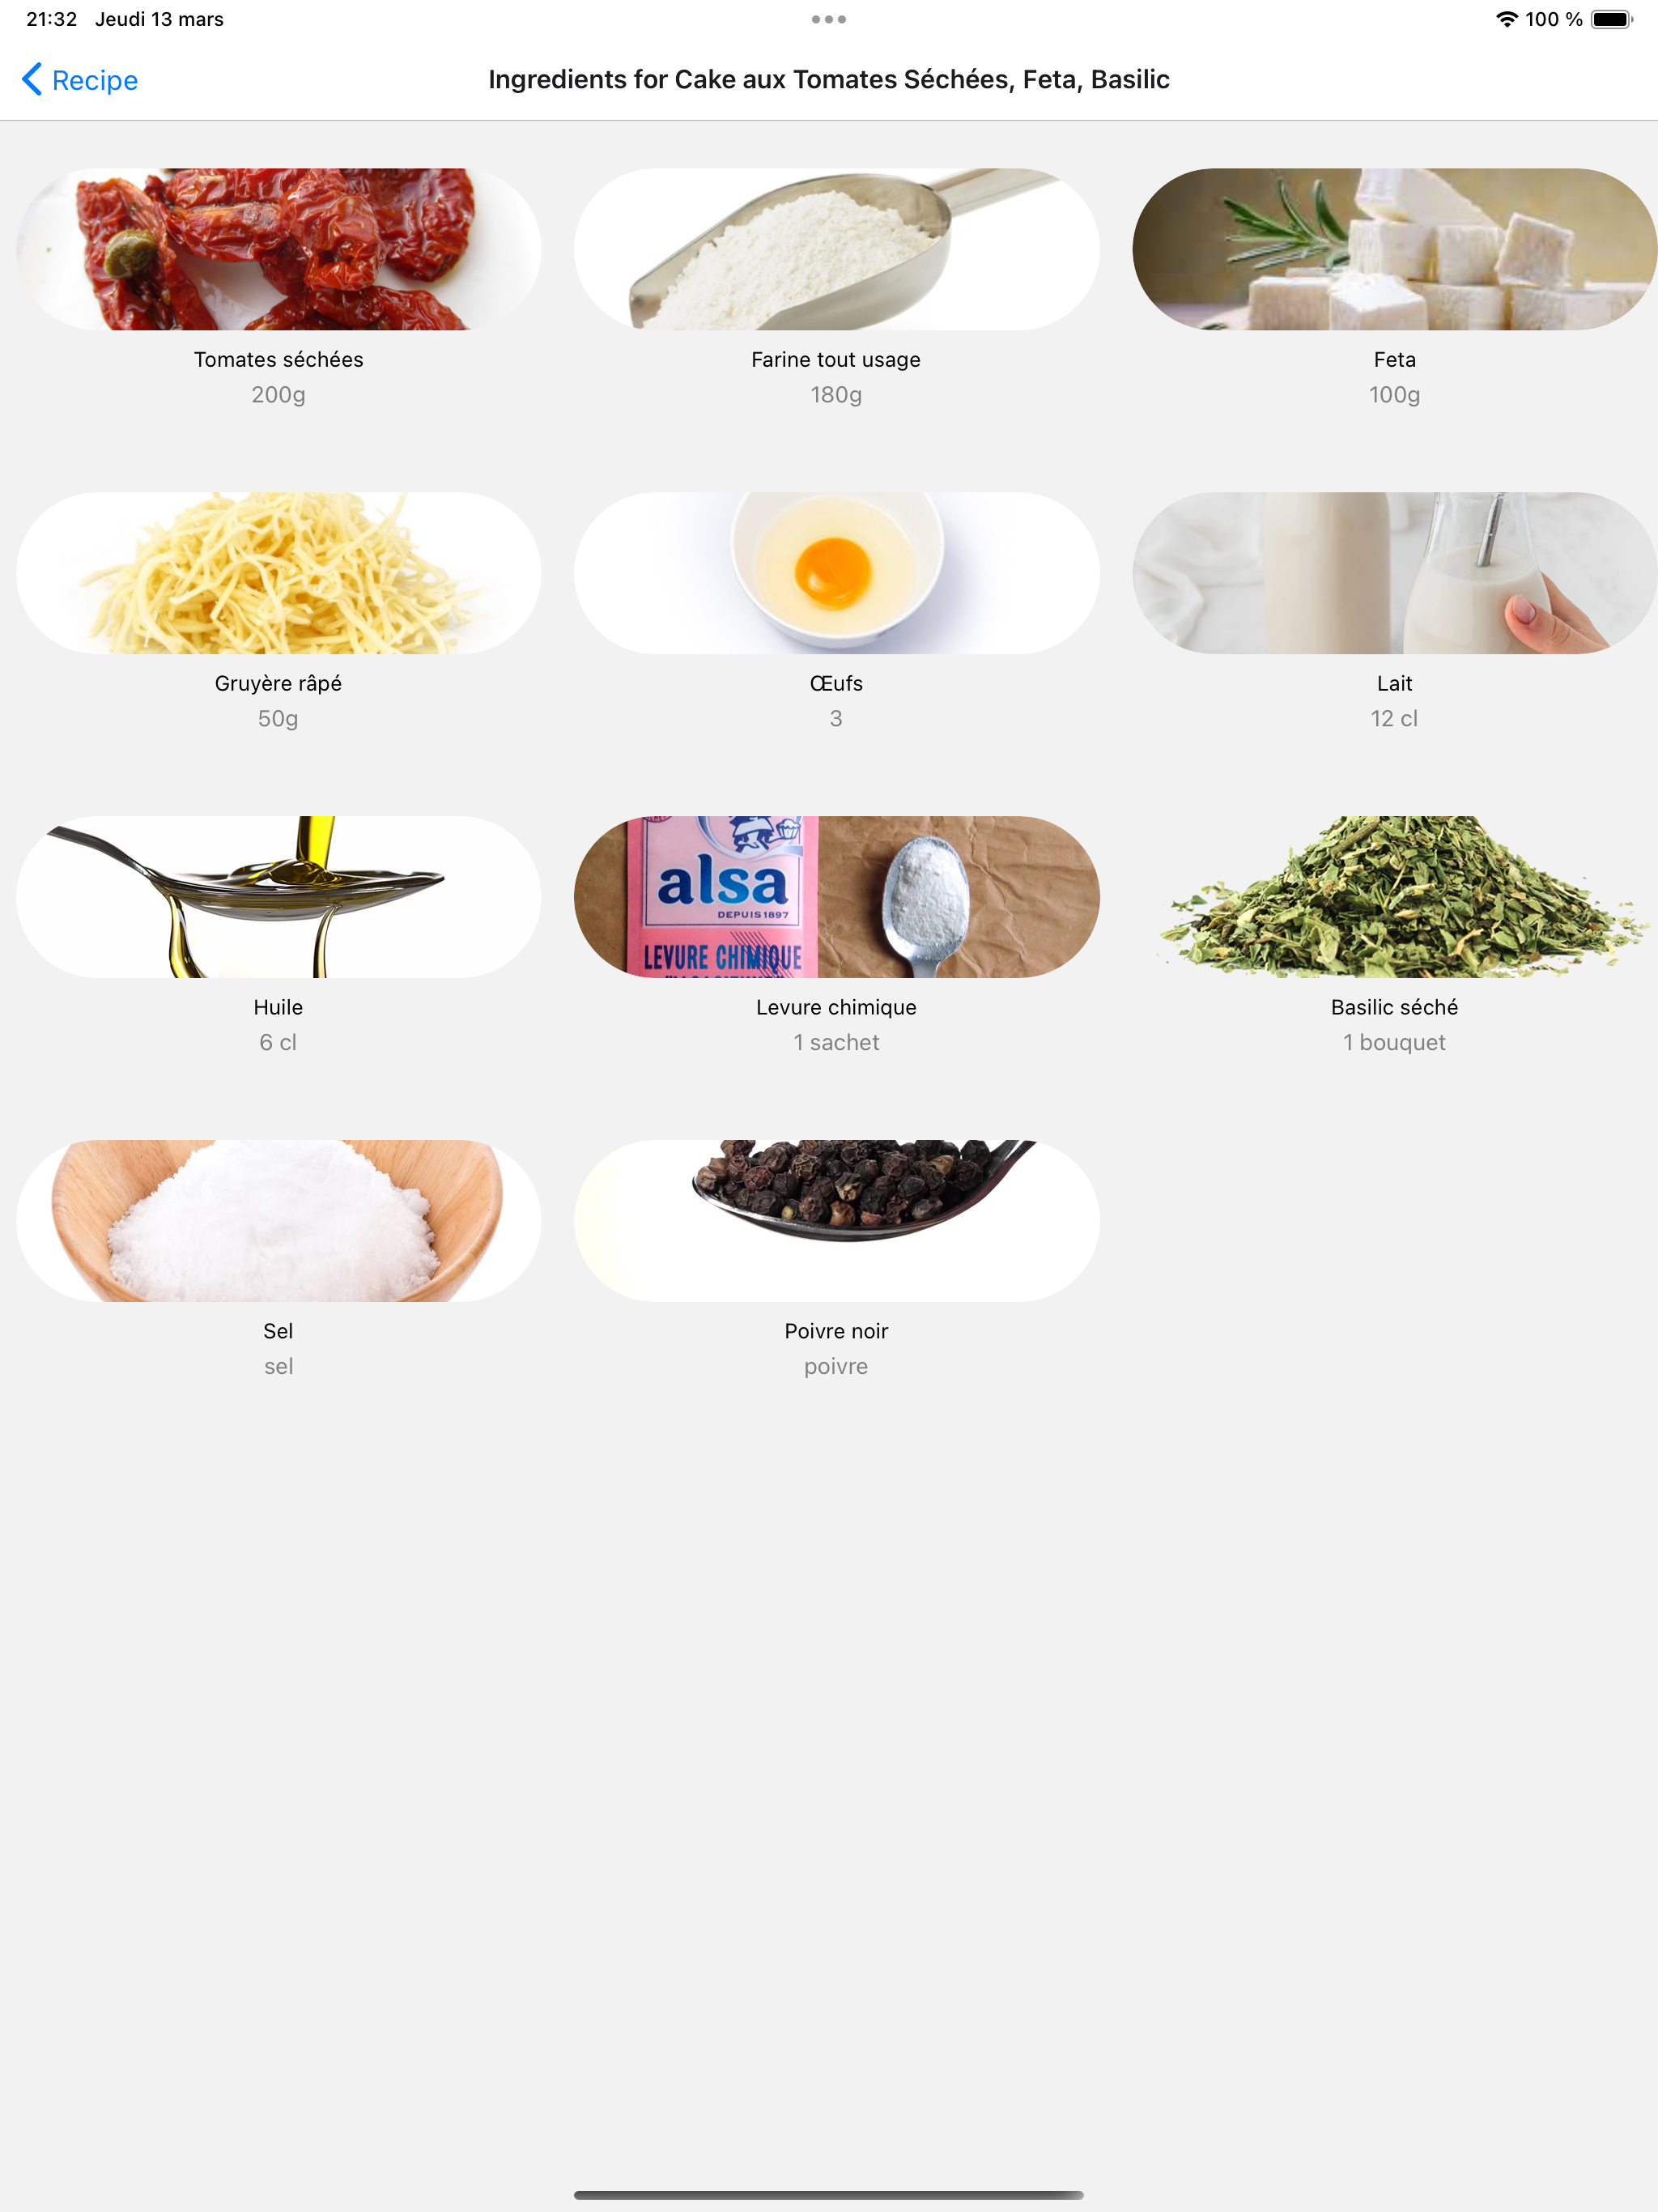 21:32 Jeudi 13 mars
100 %
Recipe
Ingredients for Cake aux Tomates Séchées, Feta, Basilic
Tomates séchées
200g
Farine tout usage
180g
Feta
100g
Gruyère râpé
50g
Œufs
3
Lait
12 cl
Huile
6 cl
alsa
DEPUIS 1897
LEVURE CHIMIQUE
Levure chimique
1 sachet
Basilic séché
1 bouquet
Sel
sel
Poivre noir
poivre